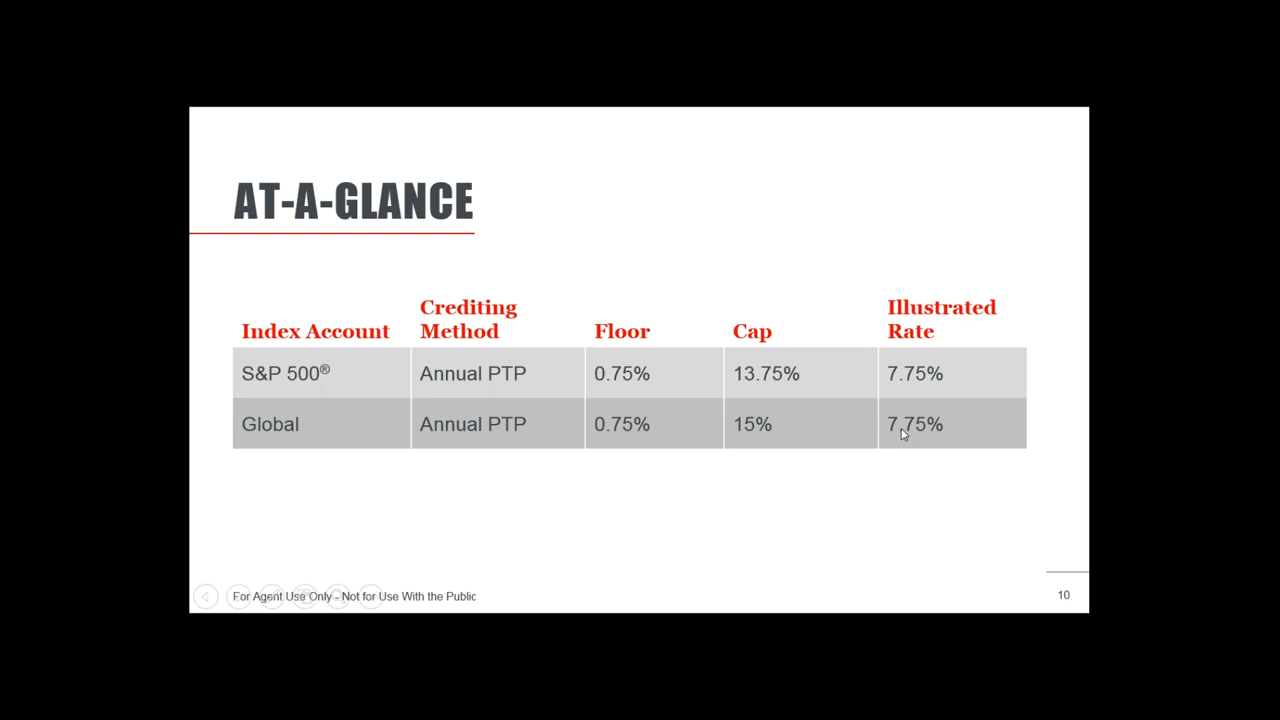 AT-A-GLANCE
Index Account Crediting Method Floor Cap Illustrated Rate
S&P 500® Annual PTP 0.75% 13.75% 7.75%
Global Annual PTP 0.75% 15% 7.75%
For Agent Use Only - Not for Use With the Public
10